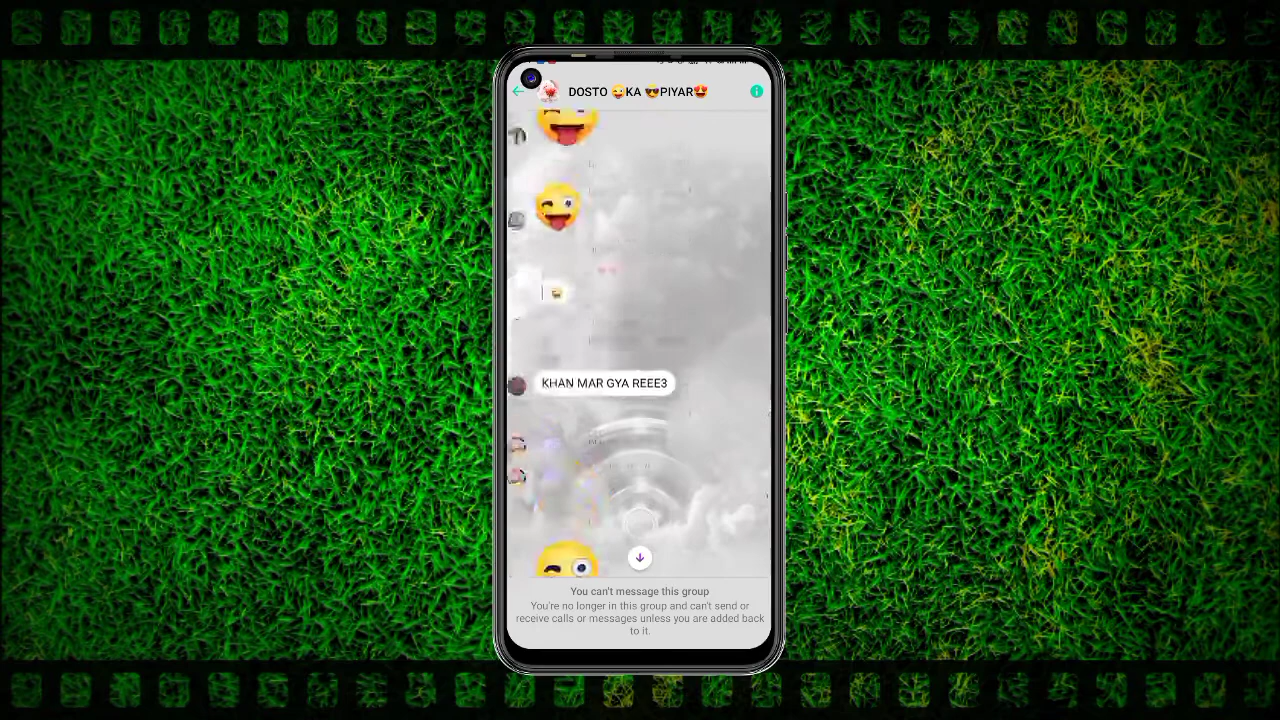 DOSTO 😜KA 😎PIYAR😍
KHAN MAR GYA REEE3
You can't message this group
You're no longer in this group and can't send or
receive calls or messages unless you are added back
to it.